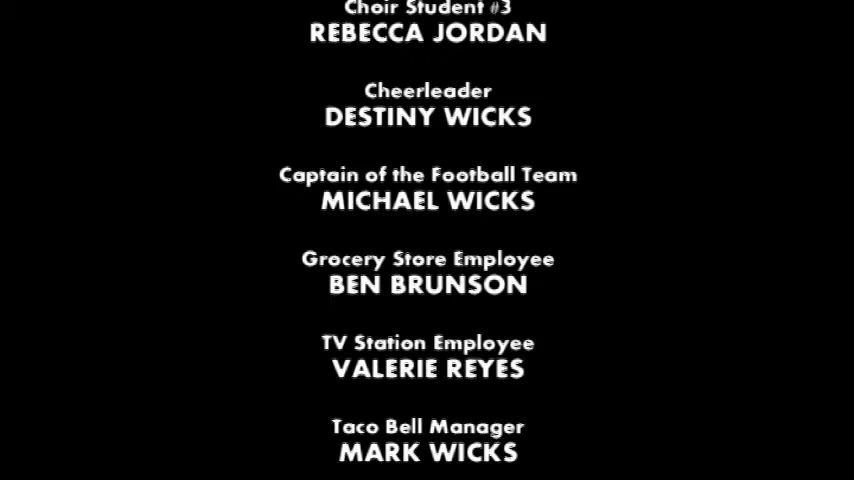 Choir Student #3
REBECCA JORDAN
Cheerleader
DESTINY WICKS
Captain of the Football Team
MICHAEL WICKS
Grocery Store Employee
BEN BRUNSON
TV Station Employee
VALERIE REYES
Taco Bell Manager
MARK WICKS